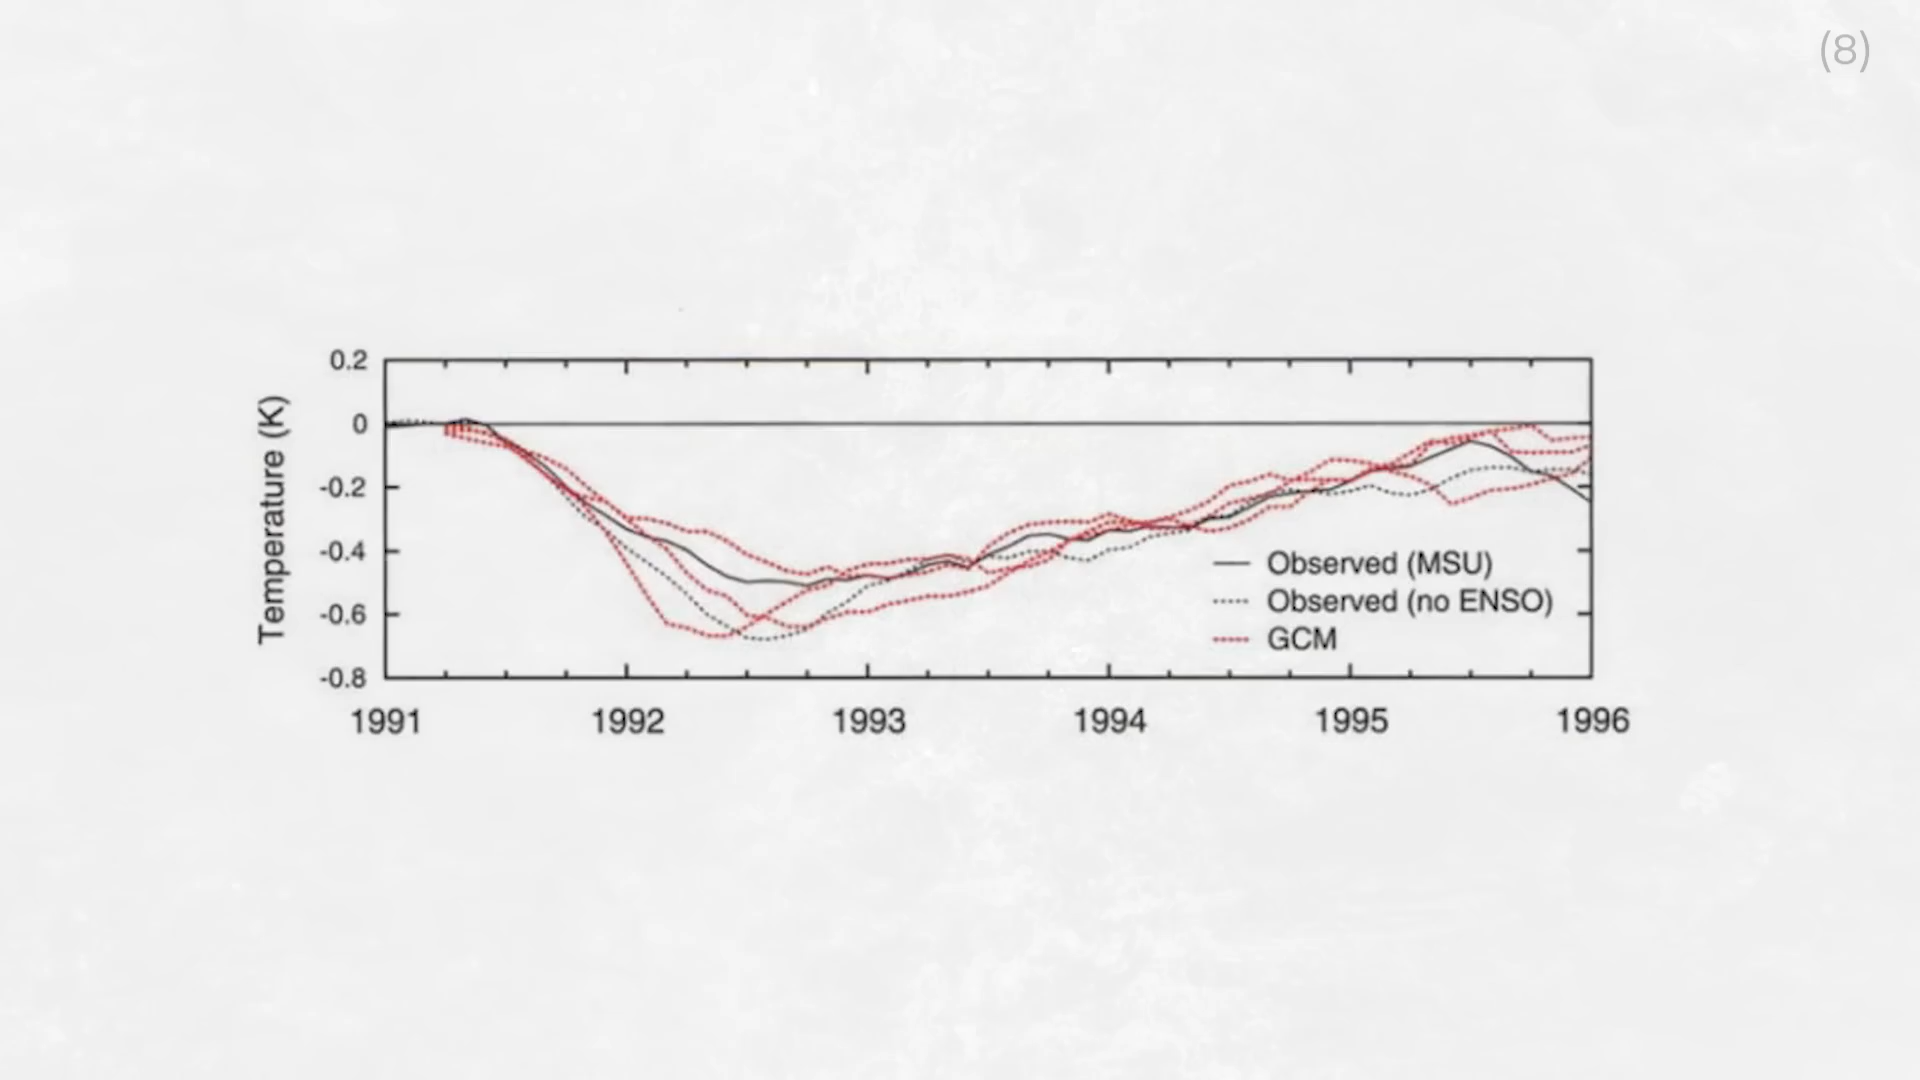 (8)
0.2
0
-0.2
-0.4
-0.6
-0.8
Temperature (K)
Observed (MSU)
Observed (no ENSO)
GCM
1991 1992 1993 1994 1995 1996